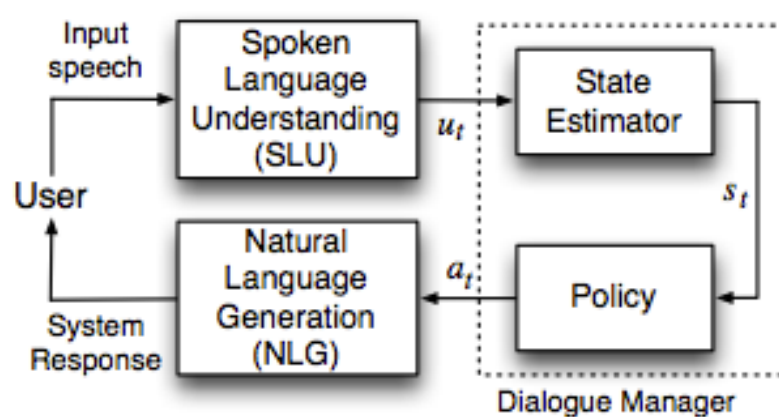 Input
speech
Spoken
Language
Understanding
(SLU)
u_t
State
Estimator
s_t
User
Natural
Language
Generation
(NLG)
a_t
Policy
System
Response
Dialogue Manager